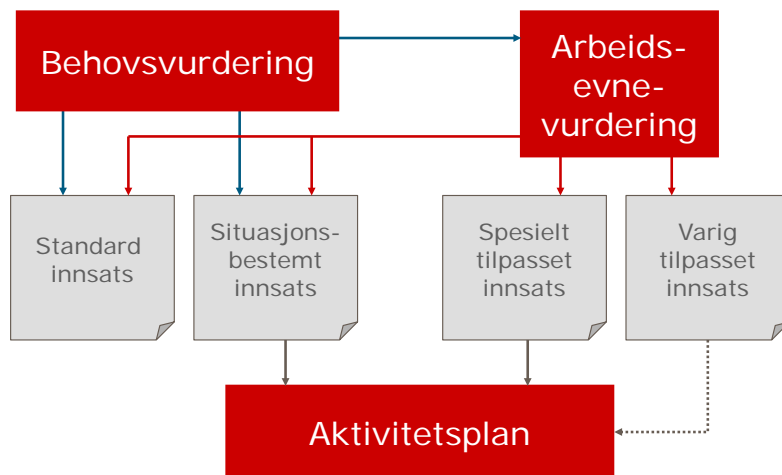 Behovsvurdering
Arbeids-
evne-
vurdering
Standard
innsats
Situasjons-
bestemt
innsats
Spesielt
tilpasset
innsats
Varig
tilpasset
innsats
Aktivitetsplan